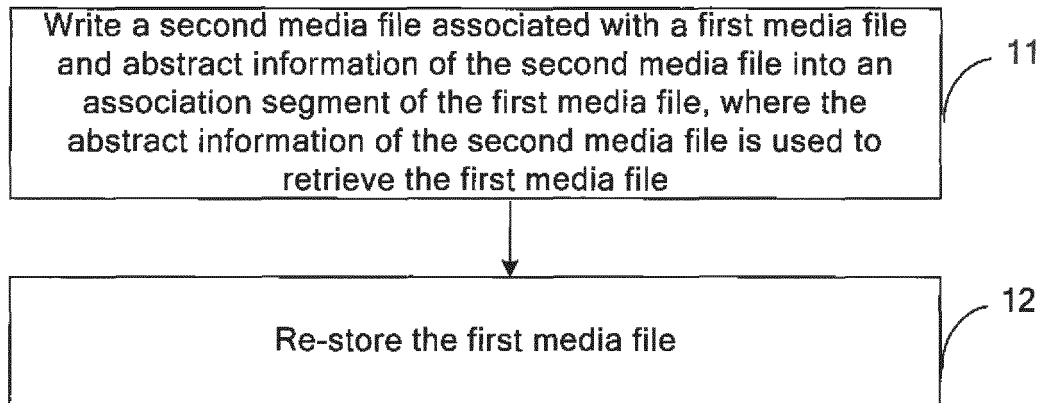 Write a second media file associated with a first media file
and abstract information of the second media file into an
association segment of the first media file, where the
abstract information of the second media file is used to
retrieve the first media file
11
Re-store the first media file
12